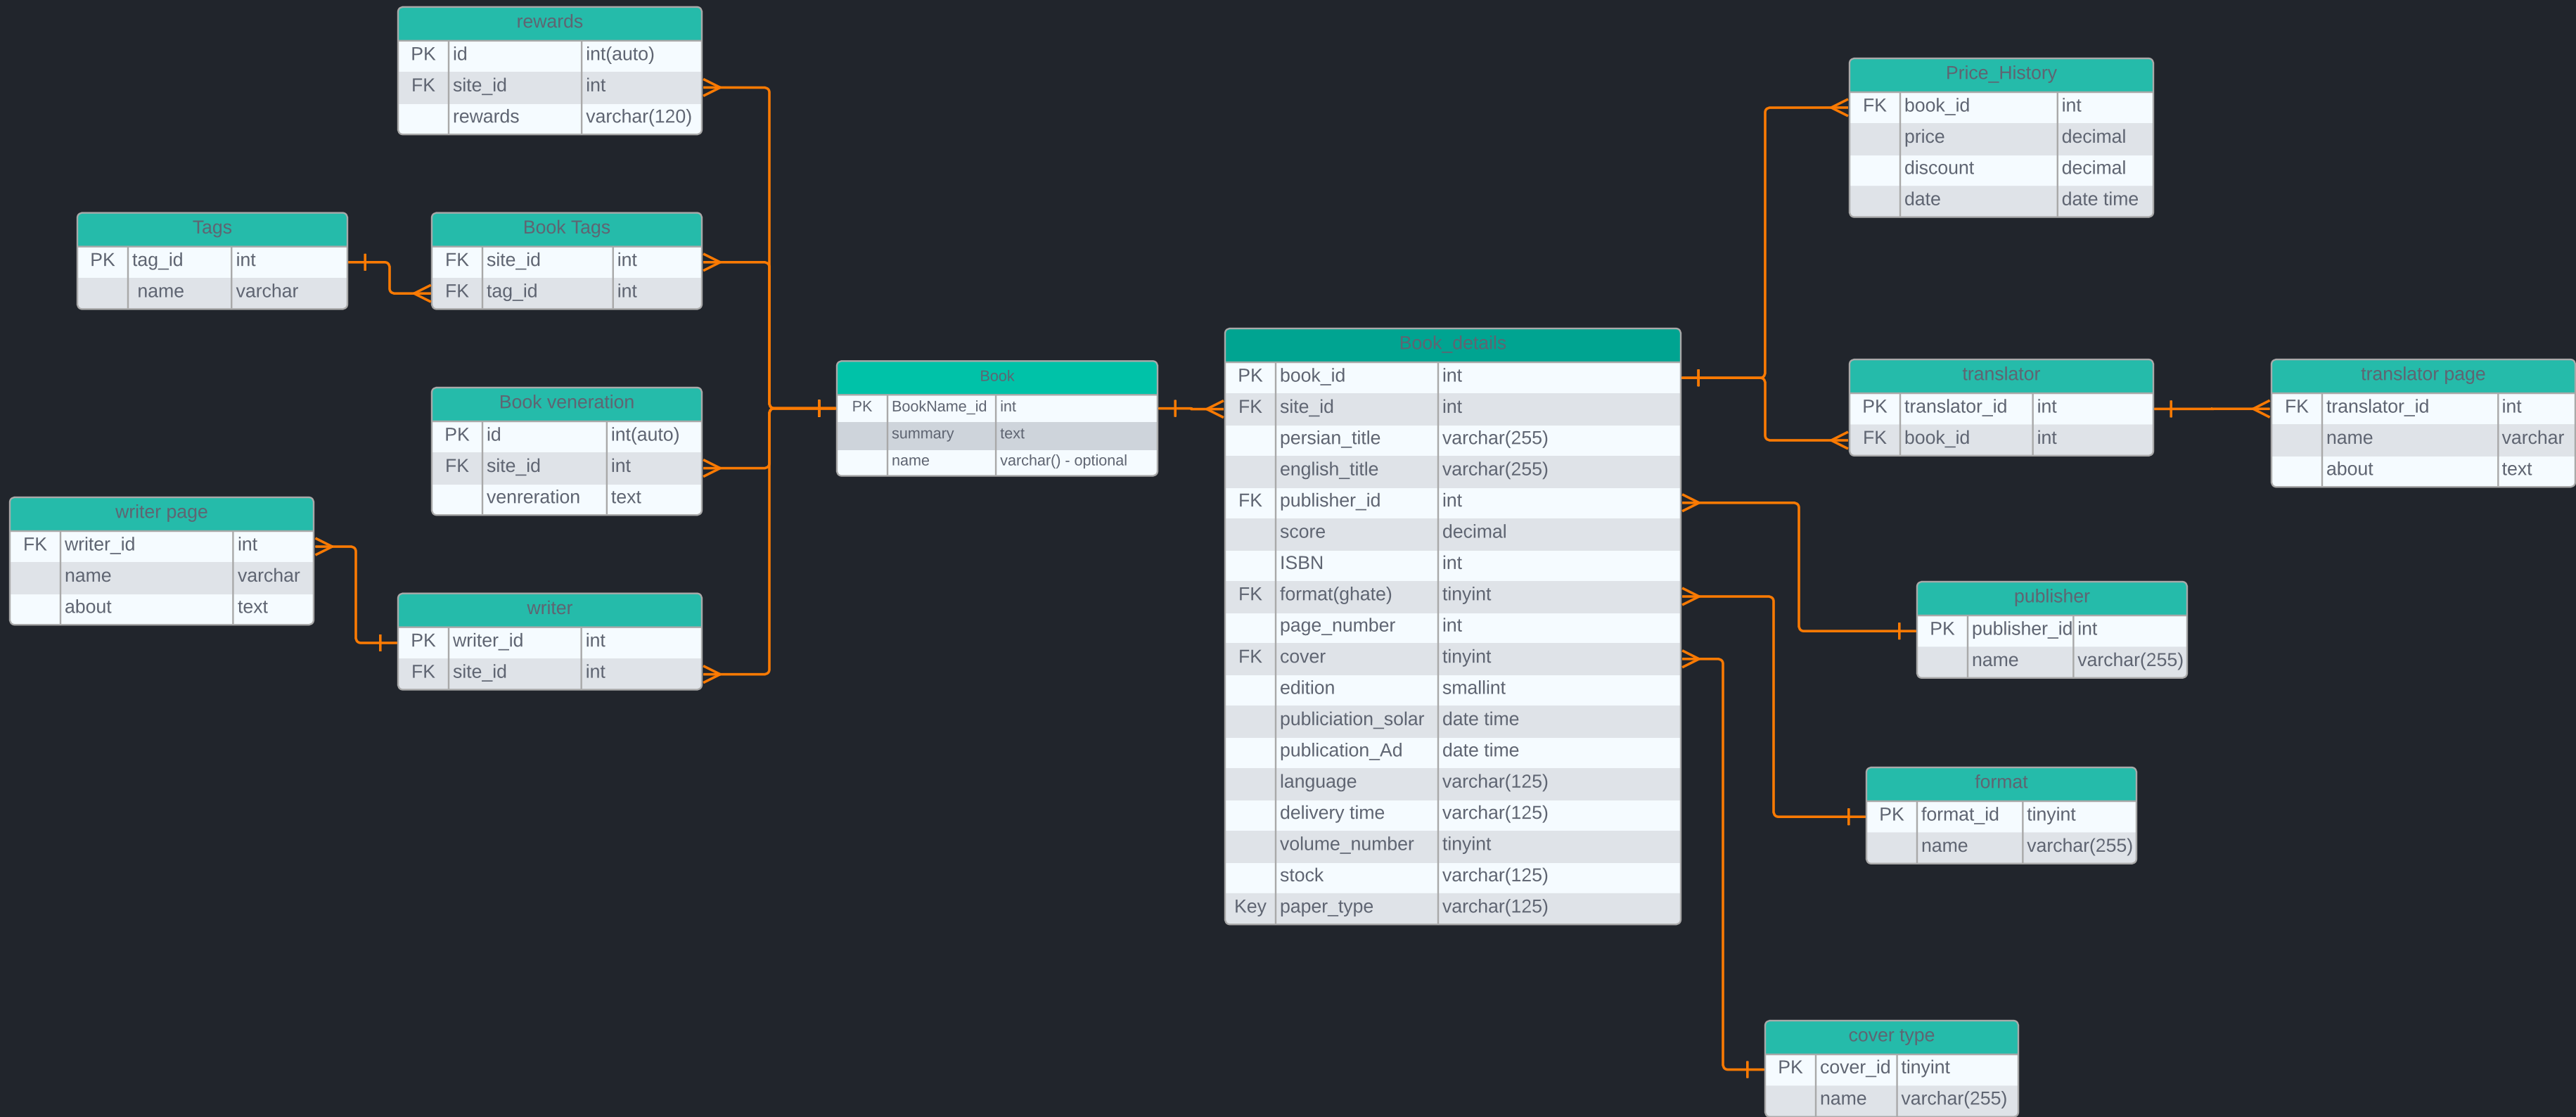 rewards
PK id int(auto)
FK site_id int
rewards varchar(120)
Tags
PK tag_id int
name varchar
Book Tags
FK site_id int
FK tag_id int
Book veneration
PK id int(auto)
FK site_id int
venreration text
writer page
FK writer_id int
name varchar
about text
writer
PK writer_id int
FK site_id int
Book
PK BookName_id int
summary text
name varchar() - optional
Book_details
PK book_id int
FK site_id int
persian_title varchar(255)
english_title varchar(255)
FK publisher_id int
score decimal
ISBN int
FK format(ghate) tinyint
page_number int
FK cover tinyint
edition smallint
publiciation_solar date time
publication_Ad date time
language varchar(125)
delivery time varchar(125)
volume_number tinyint
stock varchar(125)
Key paper_type varchar(125)
Price_History
FK book_id int
price decimal
discount decimal
date date time
translator
PK translator_id int
FK book_id int
translator page
FK translator_id int
name varchar
about text
publisher
PK publisher_id int
name varchar(255)
format
PK format_id tinyint
name varchar(255)
cover type
PK cover_id tinyint
name varchar(255)